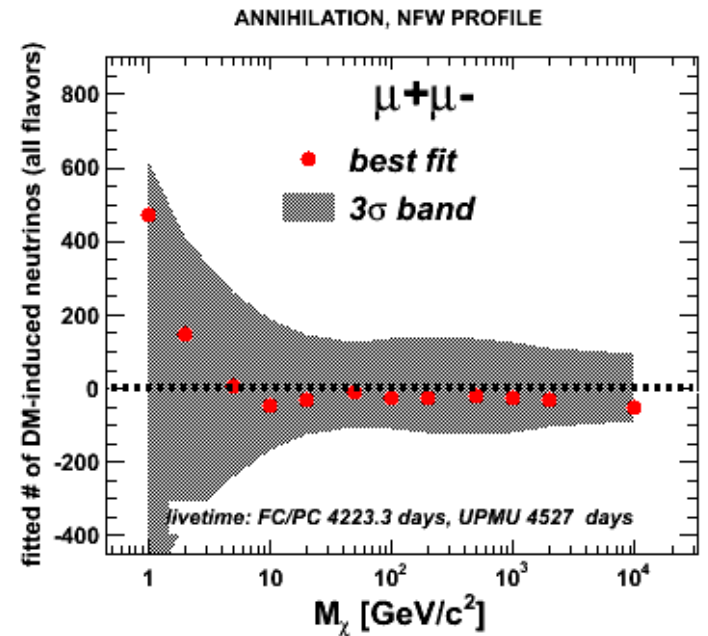 ANNIHILATION, NFW PROFILE
fitted # of DM-induced neutrinos (all flavors)
800
600
400
200
0
-200
-400
μ+μ-
best fit
3σ band
livetime: FC/PC 4223.3 days, UPMU 4527 days
1
10
10²
10³
10⁴
Mχ [GeV/c²]